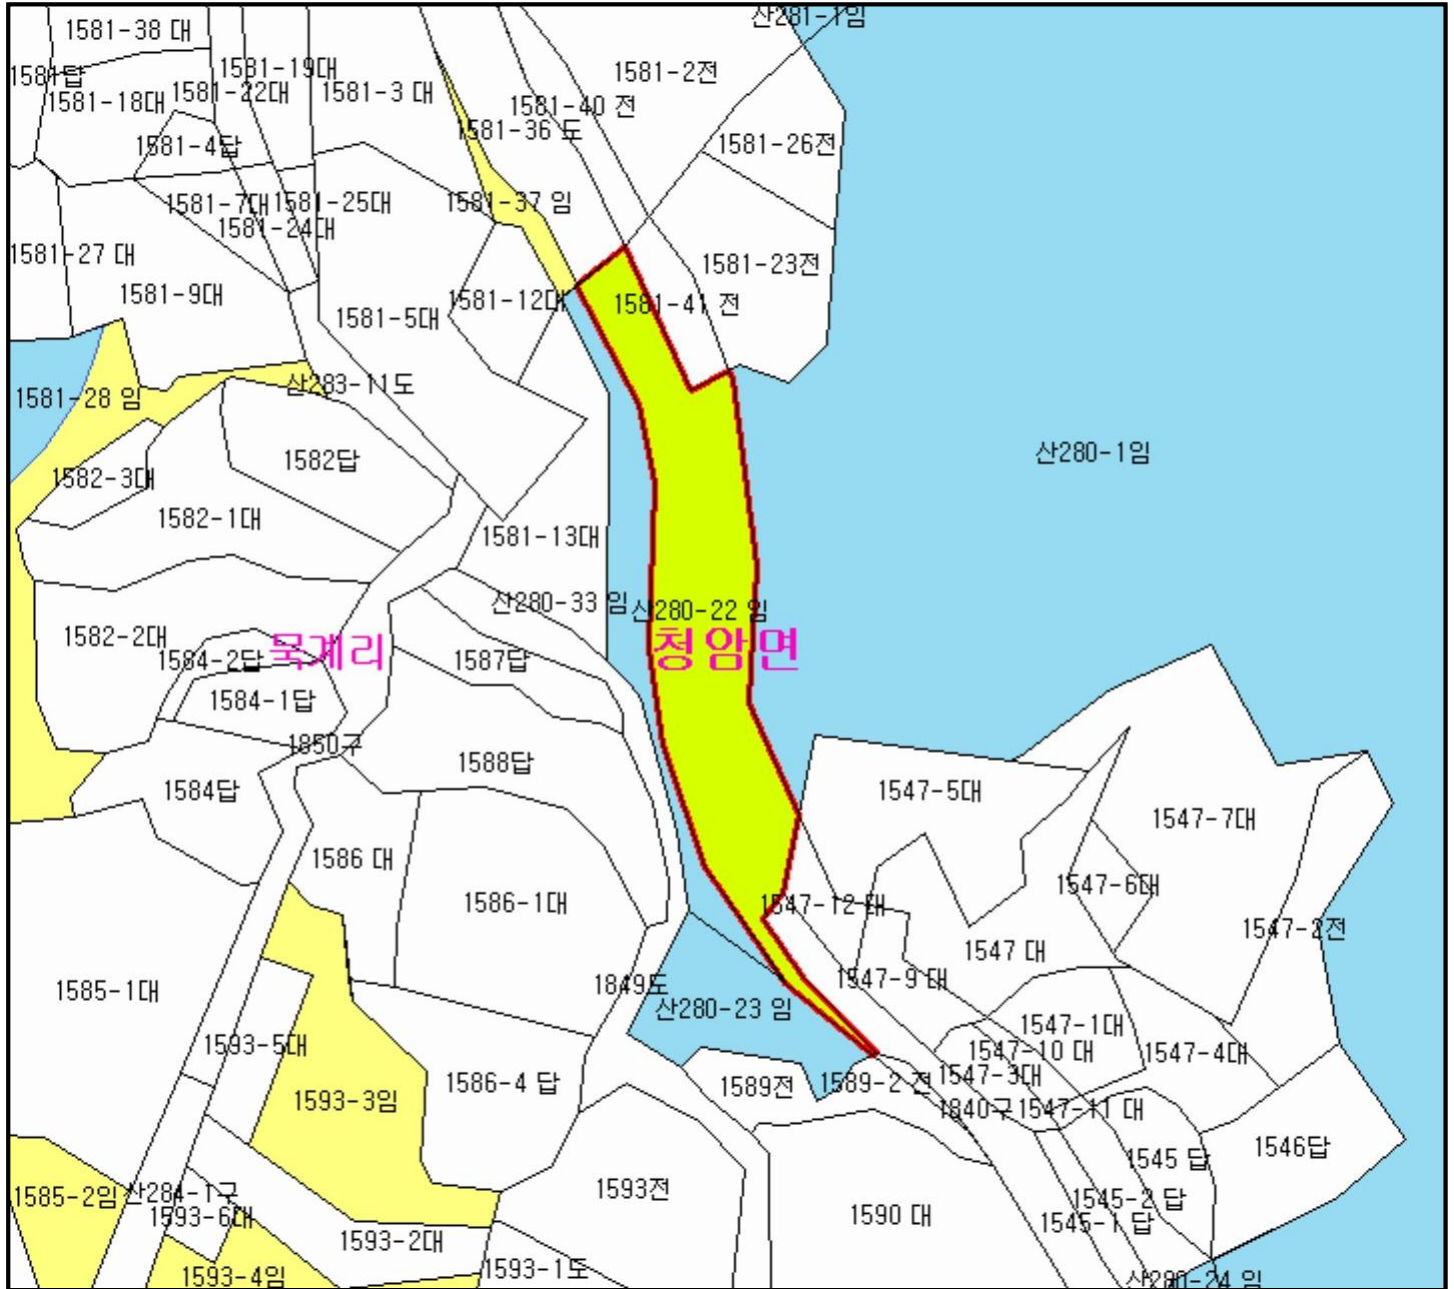 산281-1임
1581-38 대
1581-19대
1581-2전
1581답
1581-22대
1581-3 대
1581-18대
1581-40 전
1581-36 도
1581-4답
1581-26전
1581-7대
1581-25대
1581-37 임
1581-24대
1581-27 대
1581-23전
1581-9대
1581-12대
1581-41 전
1581-5대
산283-11도
1581-28 임
산280-1임
1582답
1582-3대
1582-1대
1581-13대
산280-33 임
산280-22 임
1582-2대
묵계리
청암면
1584-2답
1587답
1584-1답
1850구
1588답
1584답
1547-5대
1547-7대
1586 대
1547-6대
1586-1대
1547-12 대
1547-2전
1547 대
1585-1대
1849도
1547-9 대
산280-23 임
1547-1대
1593-5대
1547-10 대
1547-4대
1586-4 답
1589전
1589-2 전
1547-3대
1593-3임
1840구
1547-11 대
1546답
1545 답
1585-2임
산284-1구
1593전
1545-2 답
1593-6대
1590 대
1545-1 답
1593-2대
1593-4임
1593-1도
산280-24 임